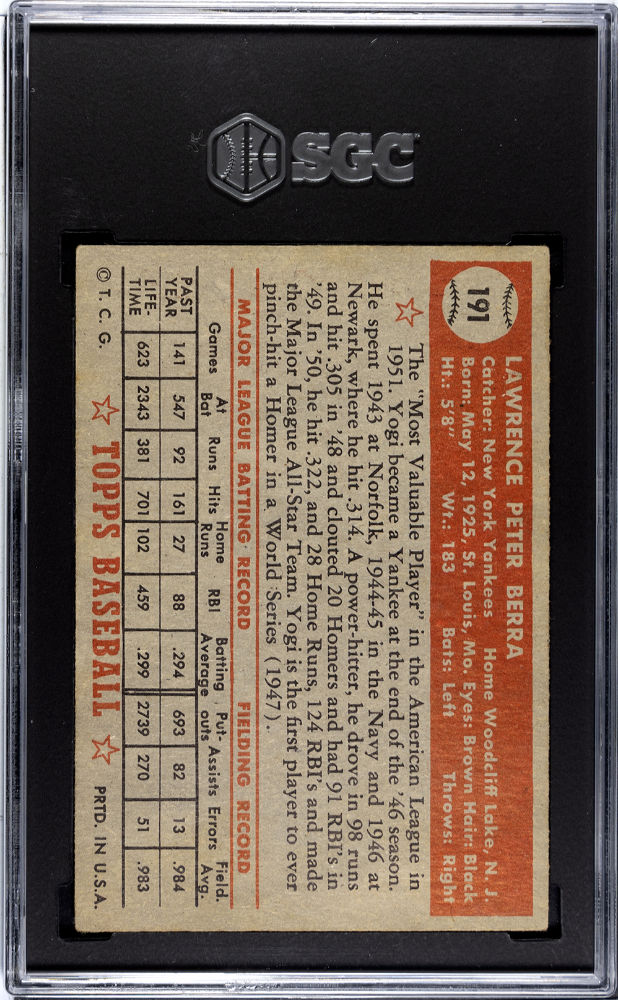 SGC
191
LAWRENCE PETER BERRA
Catcher: New York Yankees Home Woodcliff Lake, N. J.
Born: May 12, 1925, St. Louis, Mo. Eyes: Brown Hair: Black
Ht.: 5'8" Wt.: 183 Bats: Left Throws: Right
The "Most Valuable Player" in the American League in
1951. Yogi became a Yankee at the end of the '46 season.
He spent 1943 at Norfolk, 1944-45 in the Navy and 1946 at
Newark, where he hit .314. A power-hitter, he drove in 98 runs
and hit .305 in '48 and clouted 20 Homers and had 91 RBI's in
'49. In '50, he hit .322, and 28 Home Runs, 124 RBI's and made
the Major League All-Star Team. Yogi is the first player to ever
pinch-hit a Homer in a World Series (1947).
MAJOR LEAGUE BATTING RECORD FIELDING RECORD
Games At Bat Runs Hits Home Runs RBI Batting Average Put-outs Assists Errors Field. Avg.
PAST YEAR 141 547 92 161 27 88 .294 693 82 13 .984
LIFE-TIME 623 2343 381 701 102 459 .299 2739 270 51 .983
© T. C. G. TOPPS BASEBALL PRTD. IN U.S.A.